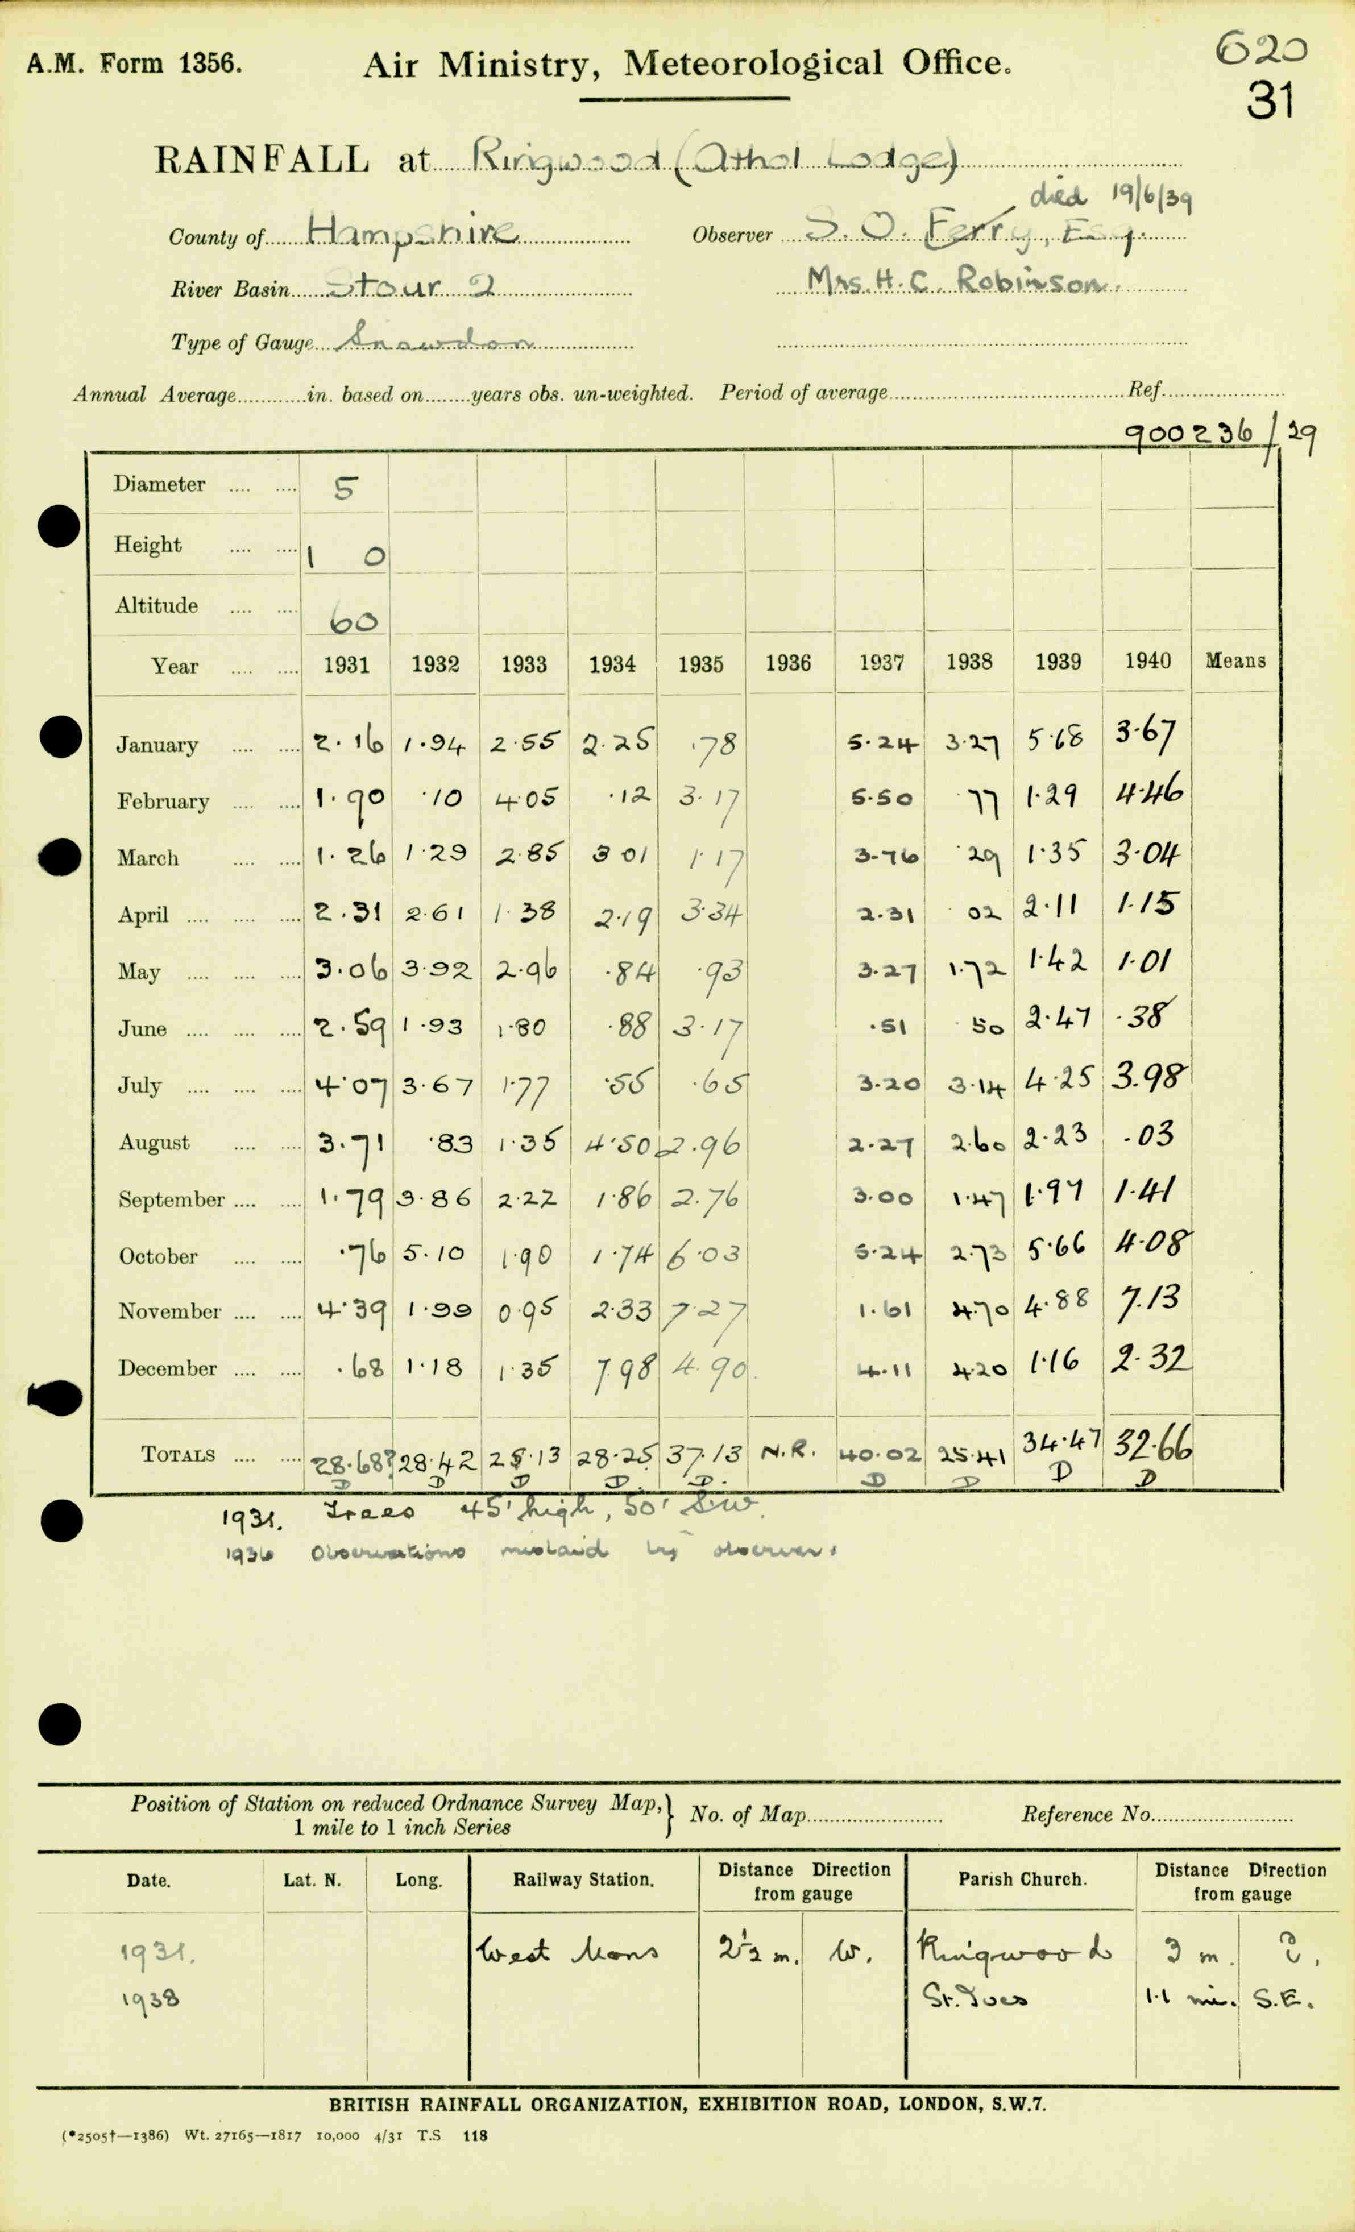 A.M. Form 1356.
Air Ministry, Meteorological Office.
620
31
RAINFALL at Ringwood (Athol Lodge)
died 19/6/39
County of Hampshire Observer S. O. Ferry, Esq.
River Basin Stour 2 Mrs. H. C. Robinson.
Type of Gauge Snowdon
Annual Average in. based on years obs. un-weighted. Period of average Ref.
900236/29
Diameter 5
Height 1 0
Altitude 60
Year 1931 1932 1933 1934 1935 1936 1937 1938 1939 1940 Means
January 2.16 1.94 2.55 2.25 .78 5.24 3.27 5.68 3.67
February 1.90 .10 4.05 .12 3.17 5.50 .77 1.29 4.46
March 1.26 1.29 2.85 3.01 1.17 3.76 .29 1.35 3.04
April 2.31 2.61 1.38 2.19 3.34 2.31 .02 2.11 1.15
May 3.06 3.92 2.96 .84 .93 3.27 1.72 1.42 1.01
June 2.59 1.93 1.80 .88 3.17 .51 .50 2.47 .38
July 4.07 3.67 1.77 .55 .65 3.20 3.14 4.25 3.98
August 3.71 .83 1.35 4.50 2.96 2.27 2.60 2.23 .03
September 1.79 3.86 2.22 1.86 2.76 3.00 1.47 1.97 1.41
October .76 5.10 1.90 1.74 6.03 5.24 2.73 5.66 4.08
November 4.39 1.99 0.95 2.33 7.27 1.61 4.70 4.88 7.13
December .68 1.18 1.35 7.98 4.90 4.11 4.20 1.16 2.32
TOTALS 28.68? 28.42 25.13 28.25 37.13 N.R. 40.02 25.41 34.47 32.66
D D D D D. D D D D
1931. Trees 45' high, 50' S.W.
1936 Observations mislaid by observer.
Position of Station on reduced Ordnance Survey Map, 1 mile to 1 inch Series } No. of Map Reference No.
Date. Lat. N. Long. Railway Station. Distance Direction from gauge Parish Church. Distance Direction from gauge
1931. West Mons 2½ m. W. Ringwood 3 m.
1938 St. Ives 1.1 mi. S.E.
BRITISH RAINFALL ORGANIZATION, EXHIBITION ROAD, LONDON, S.W.7.
(*2505†—1386) Wt. 27165—1817 10,000 4/31 T.S 118